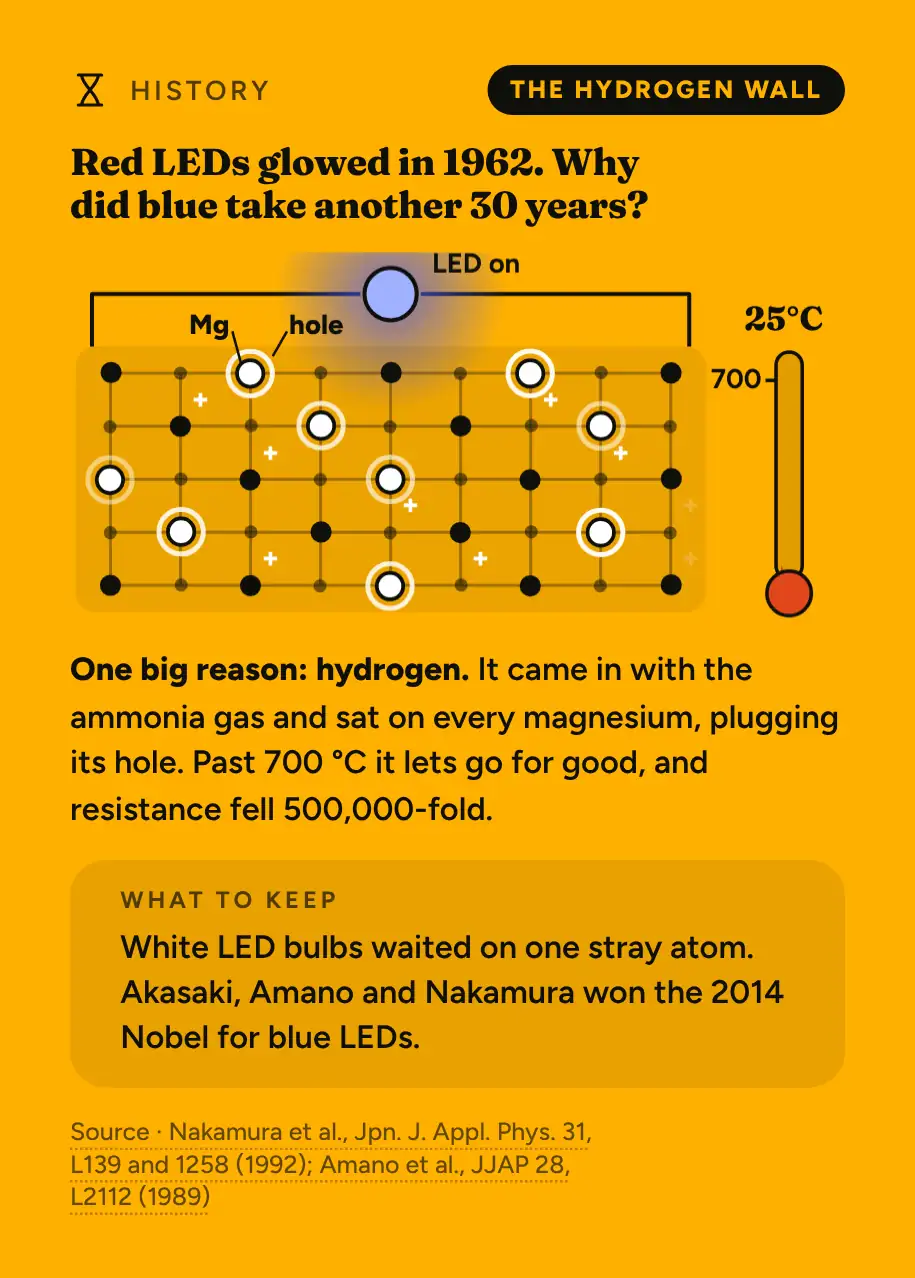 HISTORY
THE HYDROGEN WALL
Red LEDs glowed in 1962. Why
did blue take another 30 years?
LED on
Mg
hole
25°C
700
One big reason: hydrogen. It came in with the
ammonia gas and sat on every magnesium, plugging
its hole. Past 700 °C it lets go for good, and
resistance fell 500,000-fold.
WHAT TO KEEP
White LED bulbs waited on one stray atom.
Akasaki, Amano and Nakamura won the 2014
Nobel for blue LEDs.
Source · Nakamura et al., Jpn. J. Appl. Phys. 31,
L139 and 1258 (1992); Amano et al., JJAP 28,
L2112 (1989)